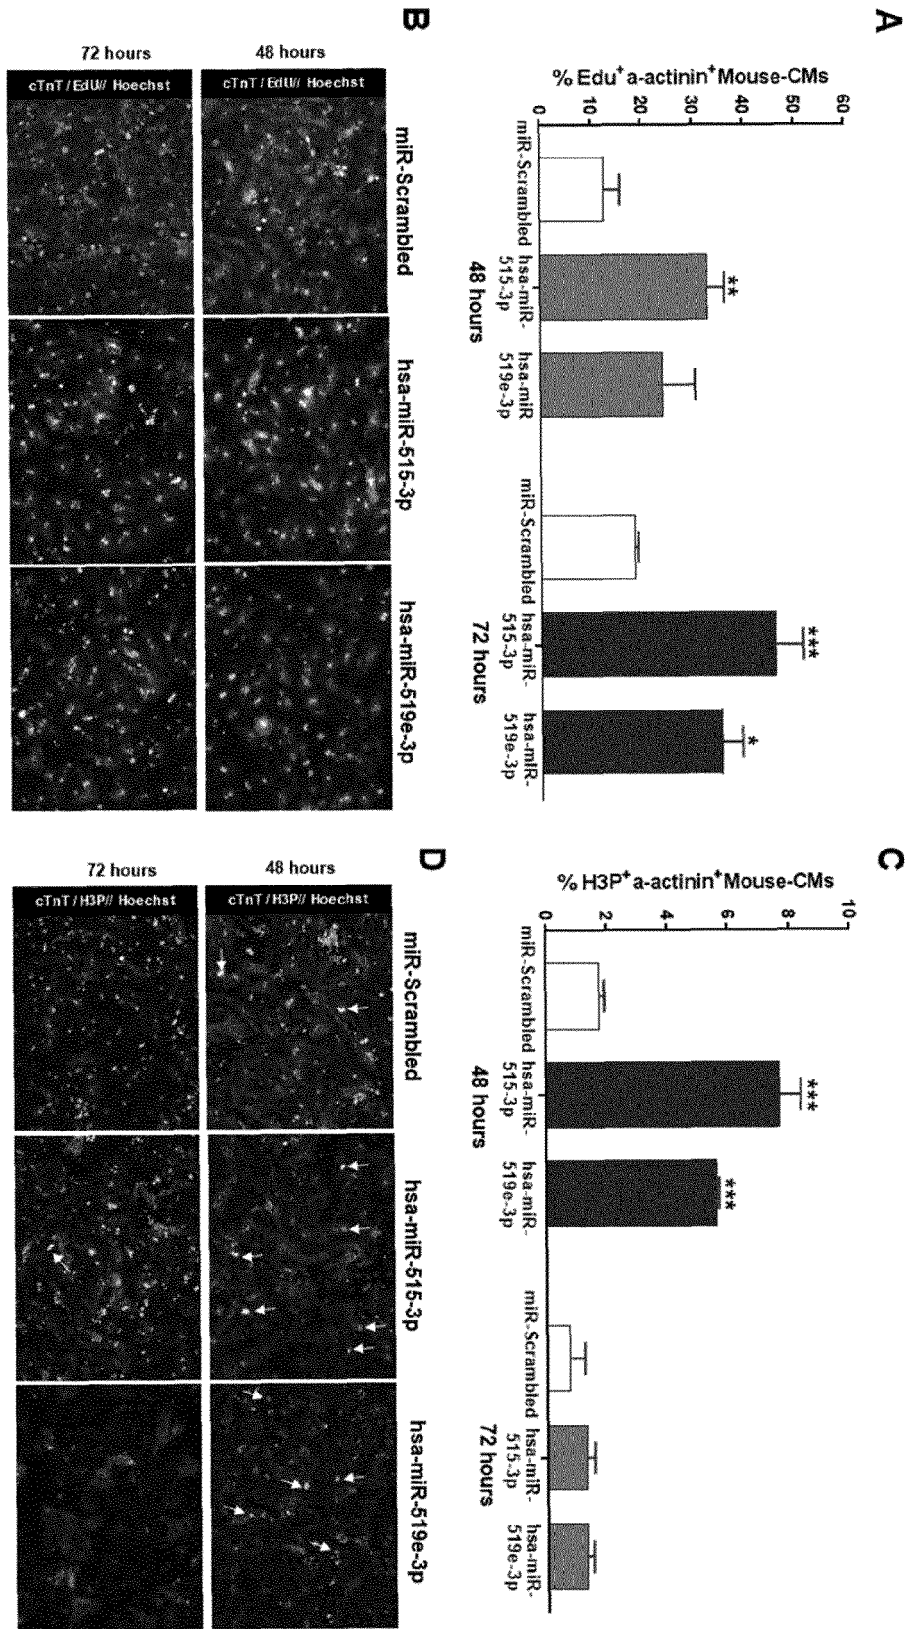 A
% Edu+ a-actinin+ Mouse-CMs
0
10
20
30
40
50
60
**
***
*
miR-Scrambled
hsa-miR-
515-3p
hsa-miR
519e-3p
miR-Scrambled
hsa-miR-
515-3p
hsa-miR-
519e-3p
48 hours
72 hours
B
miR-Scrambled
hsa-miR-515-3p
hsa-miR-519e-3p
48 hours
cTnT / EdU// Hoechst
72 hours
cTnT / EdU// Hoechst
C
% H3P+ a-actinin+ Mouse-CMs
0
2
4
6
8
10
***
***
miR-Scrambled
hsa-miR-
515-3p
hsa-miR-
519e-3p
miR-Scrambled
hsa-miR-
515-3p
hsa-miR-
519e-3p
48 hours
72 hours
D
miR-Scrambled
hsa-miR-515-3p
hsa-miR-519e-3p
48 hours
cTnT / H3P// Hoechst
72 hours
cTnT / H3P// Hoechst